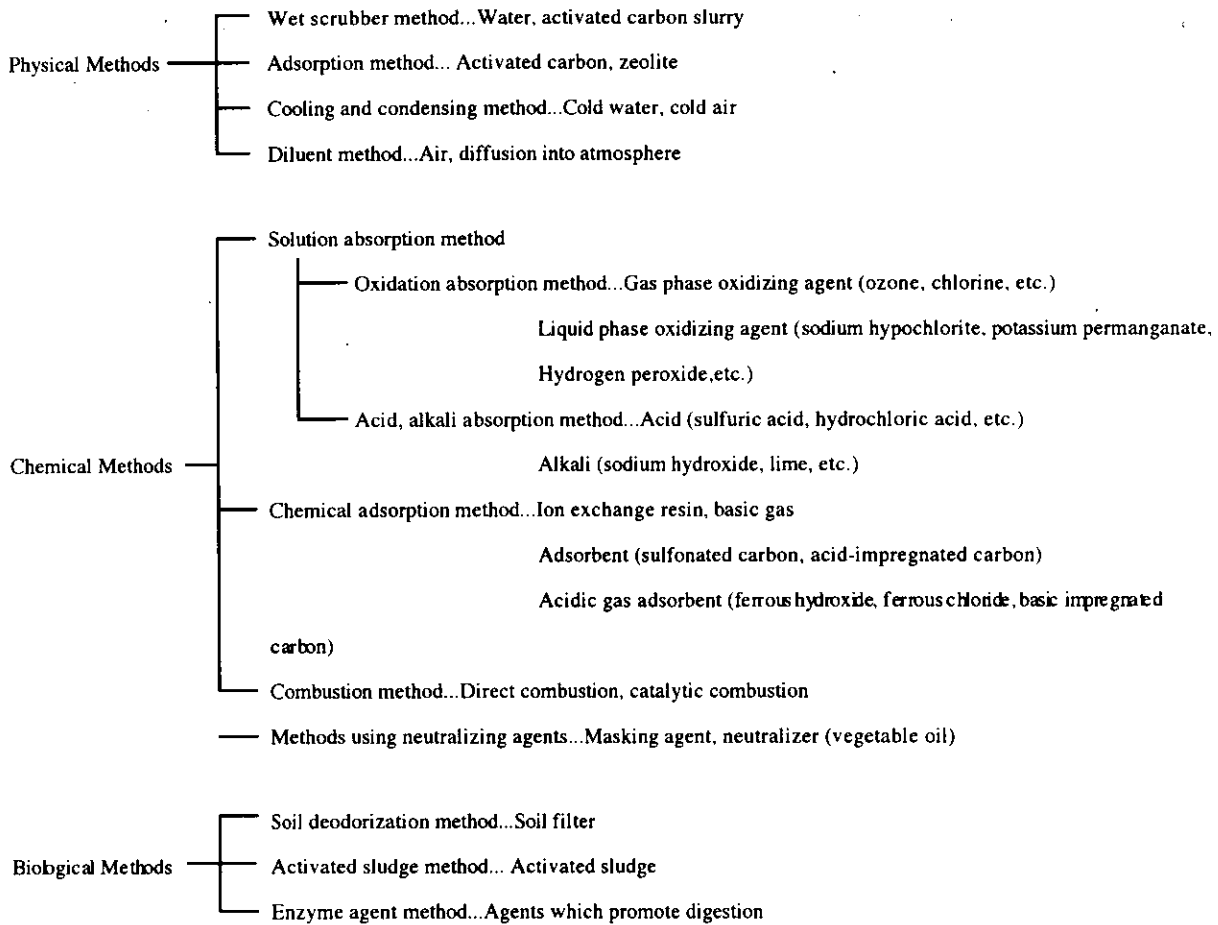 Wet scrubber method...Water, activated carbon slurry
Physical Methods
Adsorption method... Activated carbon, zeolite
Cooling and condensing method...Cold water, cold air
Diluent method...Air, diffusion into atmosphere
Solution absorption method
Oxidation absorption method...Gas phase oxidizing agent (ozone, chlorine, etc.)
Liquid phase oxidizing agent (sodium hypochlorite, potassium permanganate,
Hydrogen peroxide,etc.)
Acid, alkali absorption method...Acid (sulfuric acid, hydrochloric acid, etc.)
Chemical Methods
Alkali (sodium hydroxide, lime, etc.)
Chemical adsorption method...Ion exchange resin, basic gas
Adsorbent (sulfonated carbon, acid-impregnated carbon)
Acidic gas adsorbent (ferrous hydroxide, ferrous chloride, basic impregnated
carbon)
Combustion method...Direct combustion, catalytic combustion
Methods using neutralizing agents...Masking agent, neutralizer (vegetable oil)
Soil deodorization method...Soil filter
Biological Methods
Activated sludge method... Activated sludge
Enzyme agent method...Agents which promote digestion